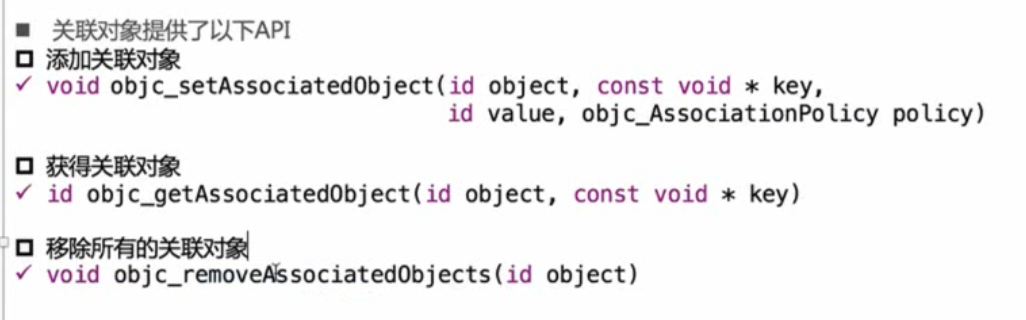 关联对象提供了以下API
添加关联对象
void objc_setAssociatedObject(id object, const void * key,
id value, objc_AssociationPolicy policy)
获得关联对象
id objc_getAssociatedObject(id object, const void * key)
移除所有的关联对象
void objc_removeAssociatedObjects(id object)